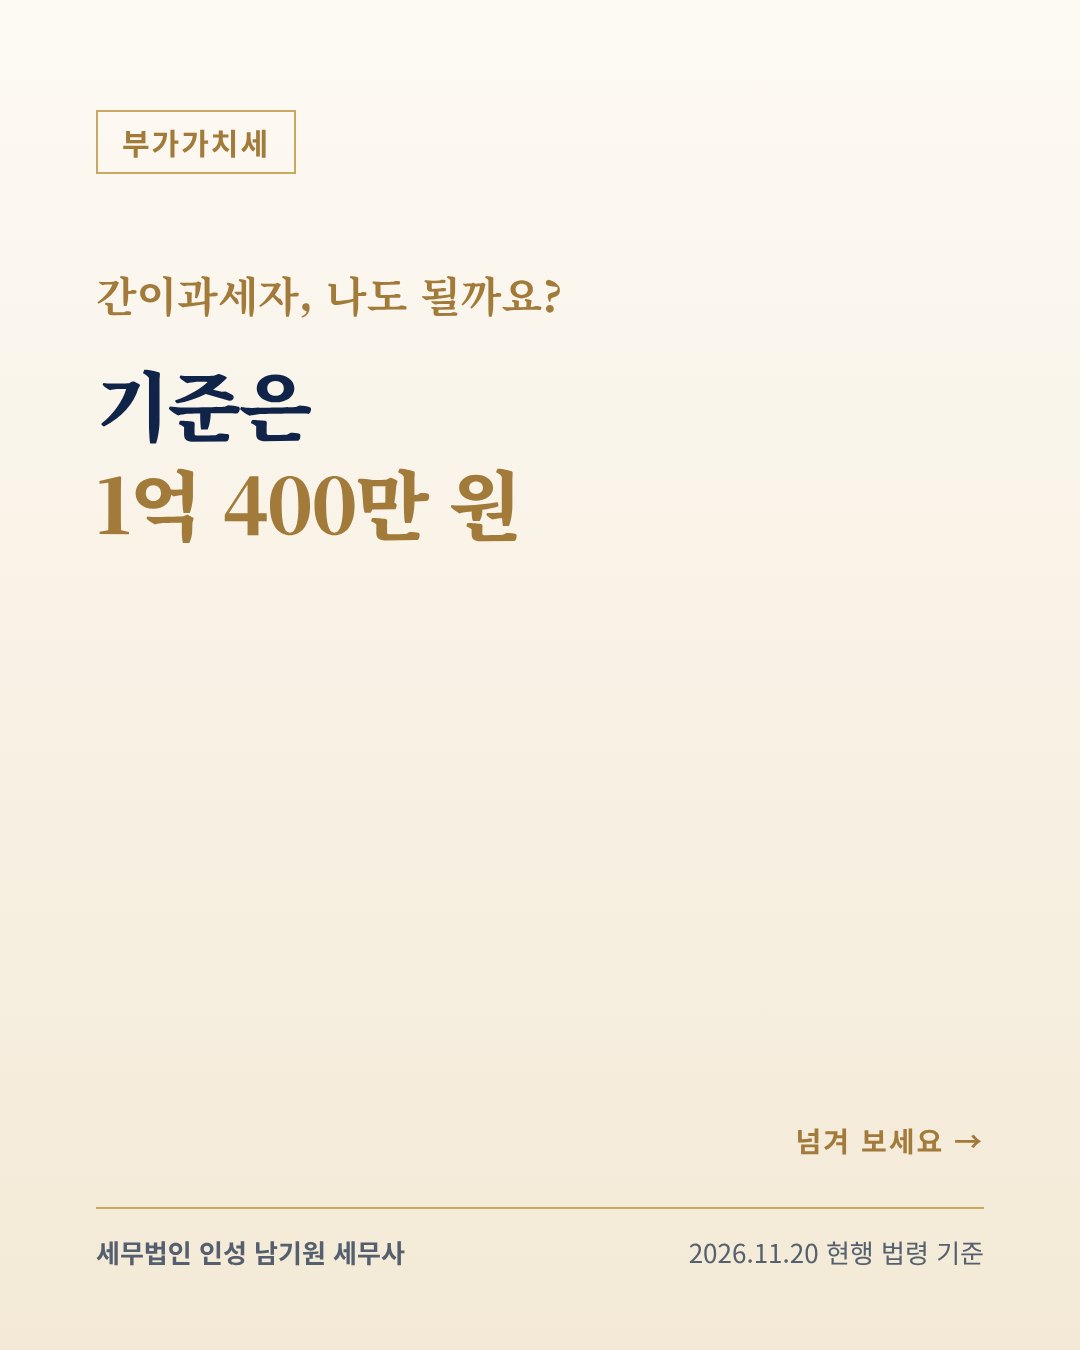 부가가치세
간이과세자, 나도 될까요?
기준은
1억 400만 원
넘겨 보세요 →
세무법인 인성 남기원 세무사
2026.11.20 현행 법령 기준